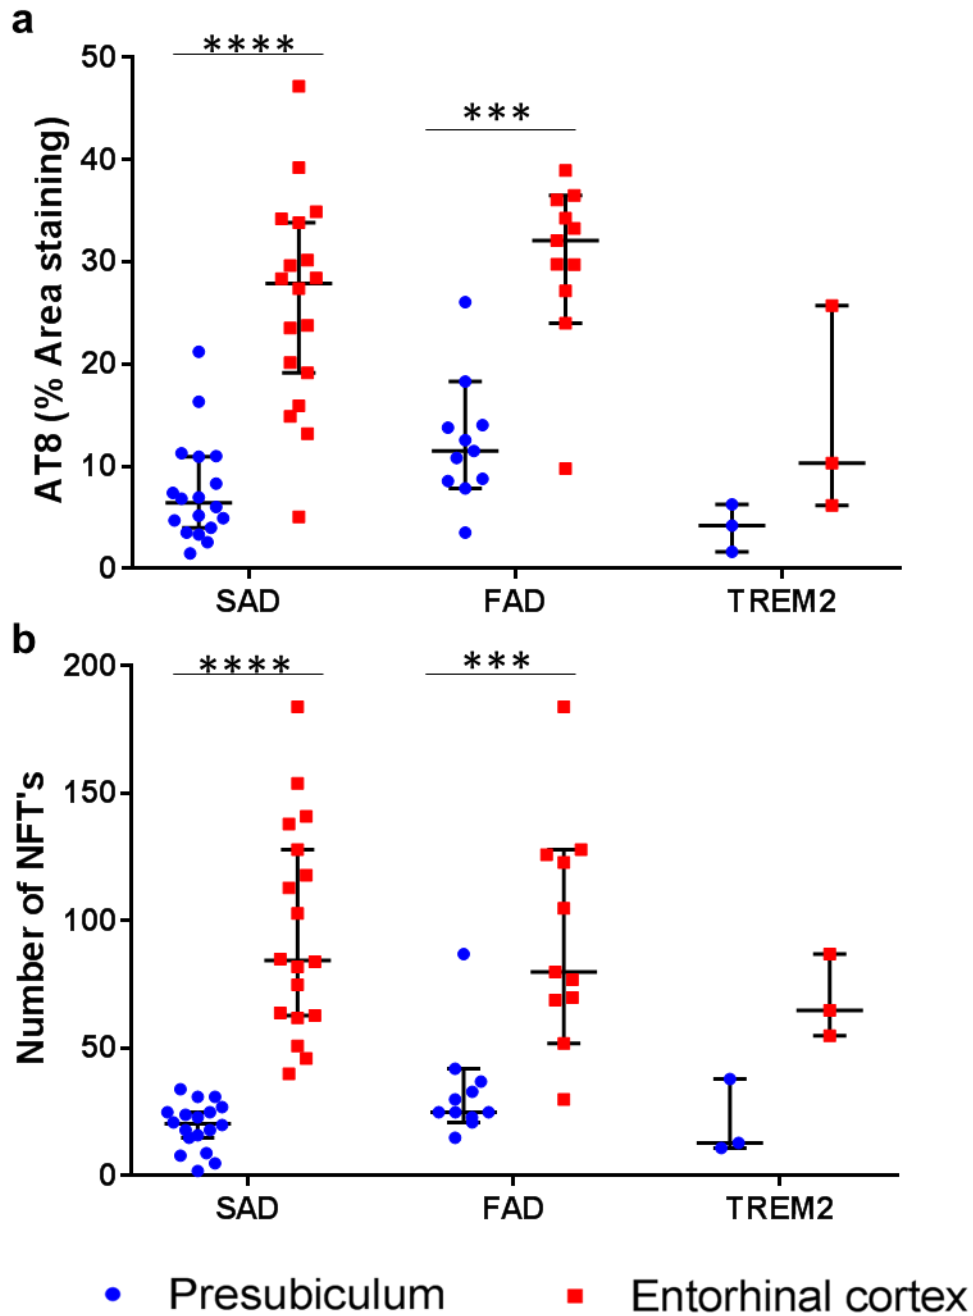 a
****
***
50
40
30
20
10
0
AT8 (% Area staining)
SAD FAD TREM2
b
****
***
200
150
100
50
0
Number of NFT's
SAD FAD TREM2
Presubiculum Entorhinal cortex